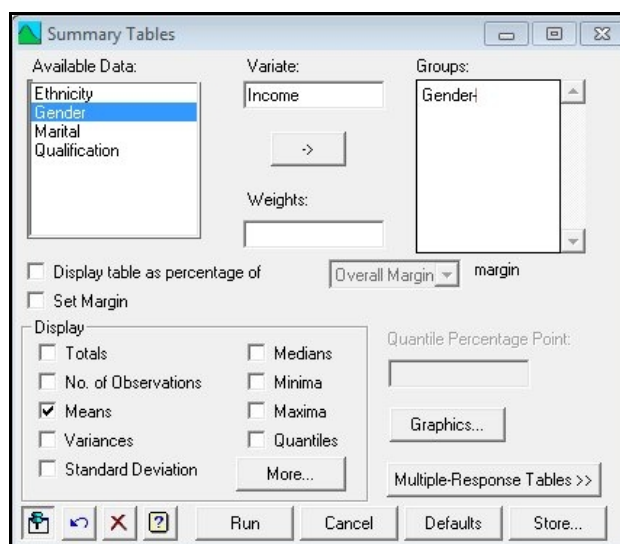 Summary Tables
Available Data:
Variate:
Groups:
Ethnicity
Gender
Marital
Qualification
Income
Gender
->
Weights:
Display table as percentage of
Overall Margin
margin
Set Margin
Display
Totals
No. of Observations
Means
Variances
Standard Deviation
Medians
Minima
Maxima
Quantiles
More...
Quantile Percentage Point:
Graphics...
Multiple-Response Tables >>
?
Run
Cancel
Defaults
Store...